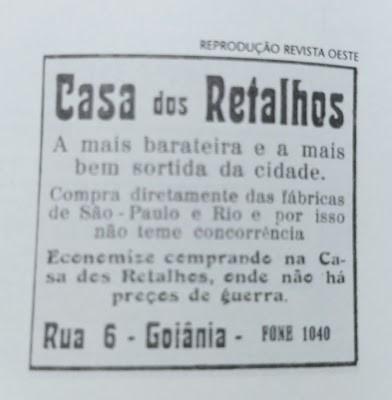 REPRODUÇÃO REVISTA OESTE
Casa dos Retalhos
A mais barateira e a mais
bem sortida da cidade.
Compra diretamente das fábricas
de São-Paulo e Rio e por isso
não teme concorrência
Economize comprando na Ca-
sa dos Retalhos, onde não há
preços de guerra.
Rua 6 - Goiânia - FONE 1040